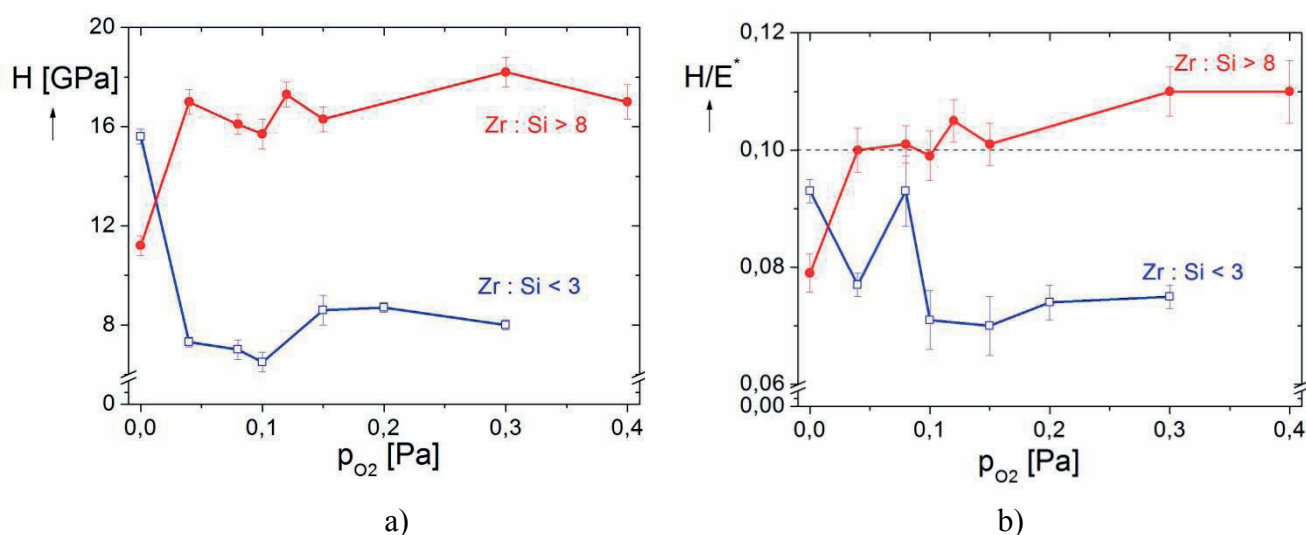 20
H [GPa]
16
12
8
0
0,0
0,1
0,2
0,3
0,4
p_O2 [Pa]
Zr : Si > 8
Zr : Si < 3
a)
0,12
H/E*
0,10
0,08
0,06
0,00
0,0
0,1
0,2
0,3
0,4
p_O2 [Pa]
Zr : Si > 8
Zr : Si < 3
b)